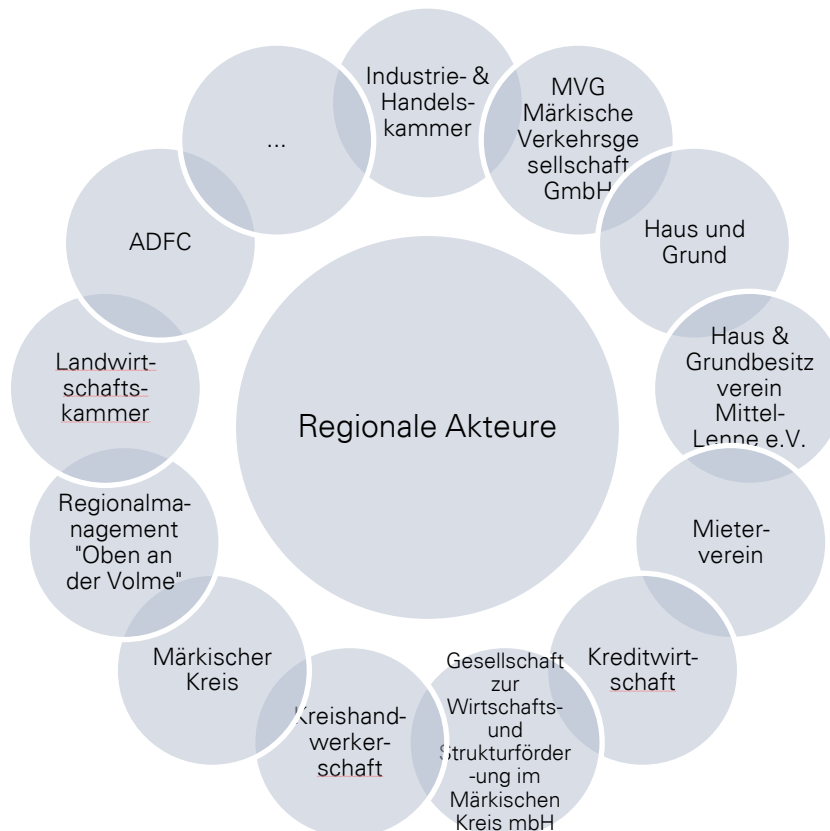 Industrie- &
Handels-
kammer
MVG
Märkische
Verkehrsge
sellschaft
GmbH
Haus und
Grund
Haus &
Grundbesitz
verein
Mittel-
Lenne e.V.
Mieter-
verein
Kreditwirt-
schaft
Gesellschaft
zur
Wirtschafts-
und
Strukturförder
-ung im
Märkischen
Kreis mbH
Kreishand-
werker-
schaft
Märkischer
Kreis
Regionalma-
nagement
"Oben an
der Volme"
Landwirt-
schafts-
kammer
ADFC
...
Regionale Akteure